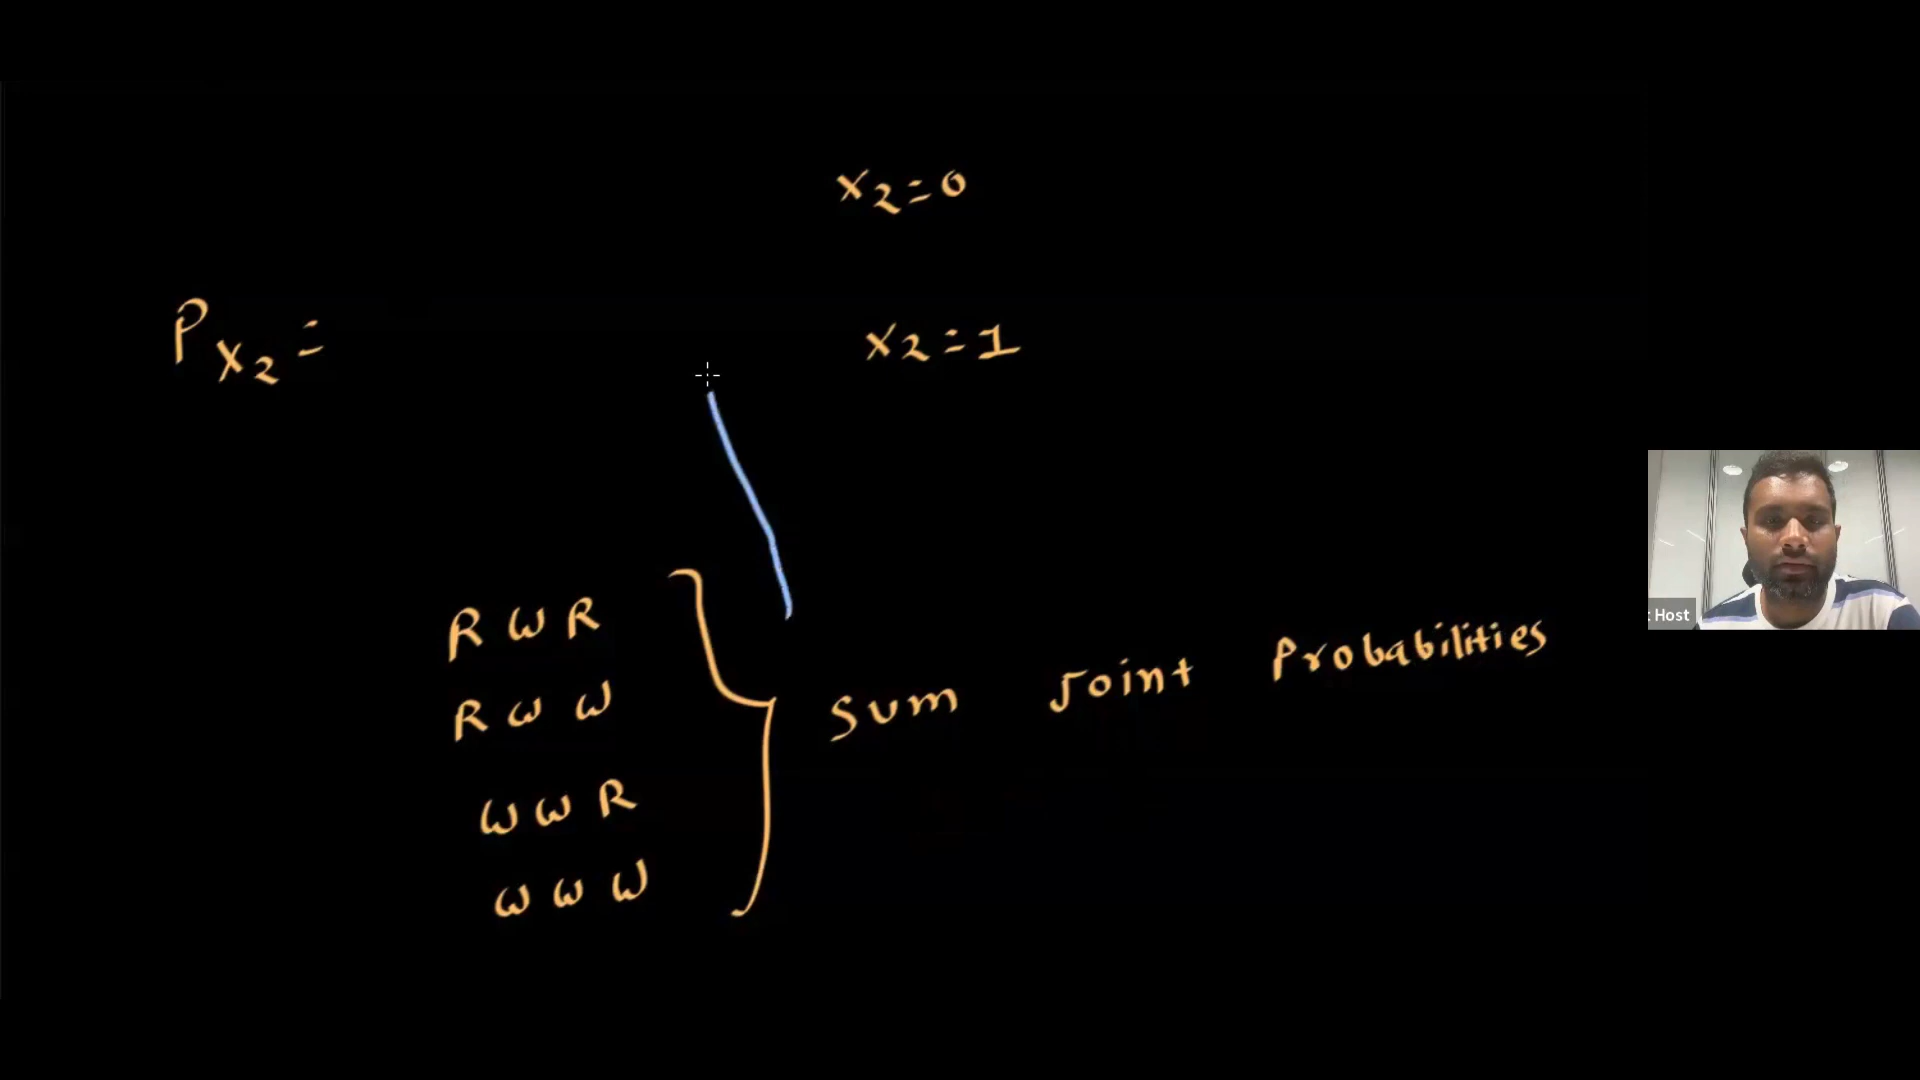 x2=0
Px2=
x2=1
t Host
RWR
RWW
Sum Joint Probabilities
WWR
WWW